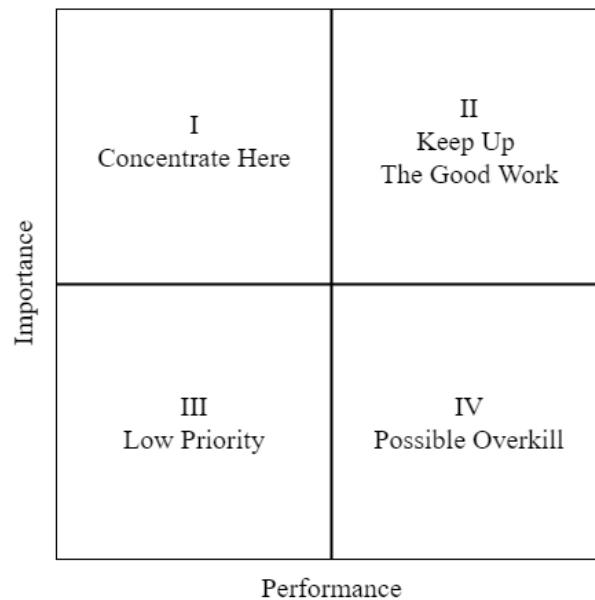 I
Concentrate Here
II
Keep Up
The Good Work
Importance
III
Low Priority
IV
Possible Overkill
Performance